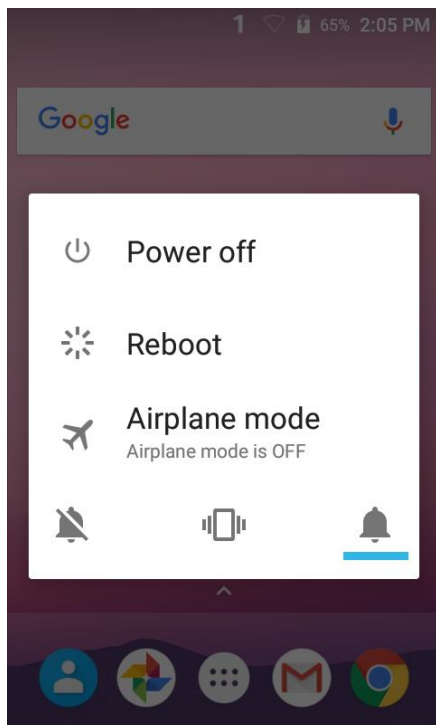 1 65% 2:05 PM
Google
Power off
Reboot
Airplane mode
Airplane mode is OFF